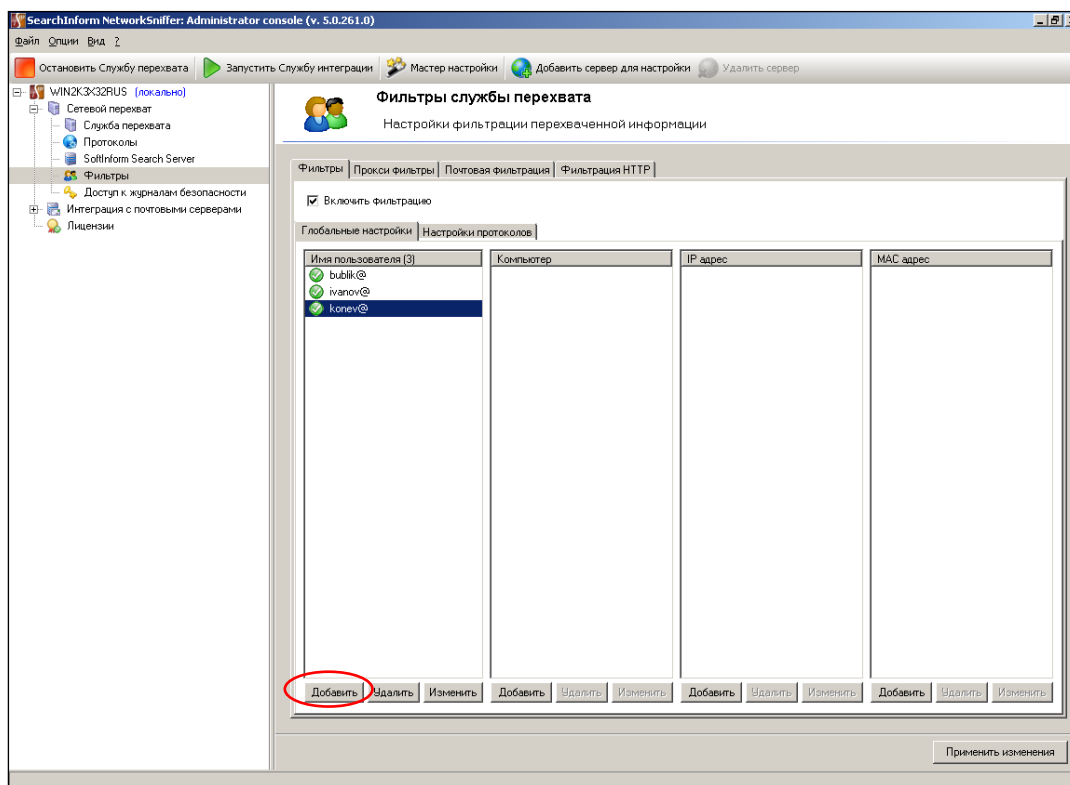 SearchInform NetworkSniffer: Administrator console (v. 5.0.261.0)
Файл Опции Вид ?
Остановить Службу перехвата Запустить Службу интеграции Мастер настройки Добавить сервер для настройки Удалить сервер
WIN2K3X32RUS (локально)
Сетевой перехват
Служба перехвата
Протоколы
SoftInform Search Server
Фильтры
Доступ к журналам безопасности
Интеграция с почтовыми серверами
Лицензии
Фильтры службы перехвата
Настройки фильтрации перехваченной информации
Фильтры Прокси фильтры Почтовая фильтрация Фильтрация HTTP
Включить фильтрацию
Глобальные настройки Настройки протоколов
Имя пользователя (3) Компьютер IP адрес MAC адрес
bublik@
ivanov@
konev@
Добавить Удалить Изменить Добавить Удалить Изменить Добавить Удалить Изменить Добавить Удалить Изменить
Применить изменения